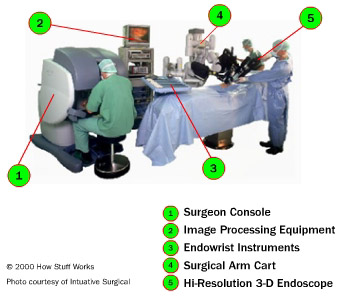 2
4
5
1
3
1 Surgeon Console
2 Image Processing Equipment
3 Endowrist Instruments
4 Surgical Arm Cart
5 Hi-Resolution 3-D Endoscope
© 2000 How Stuff Works
Photo courtesy of Intuative Surgical